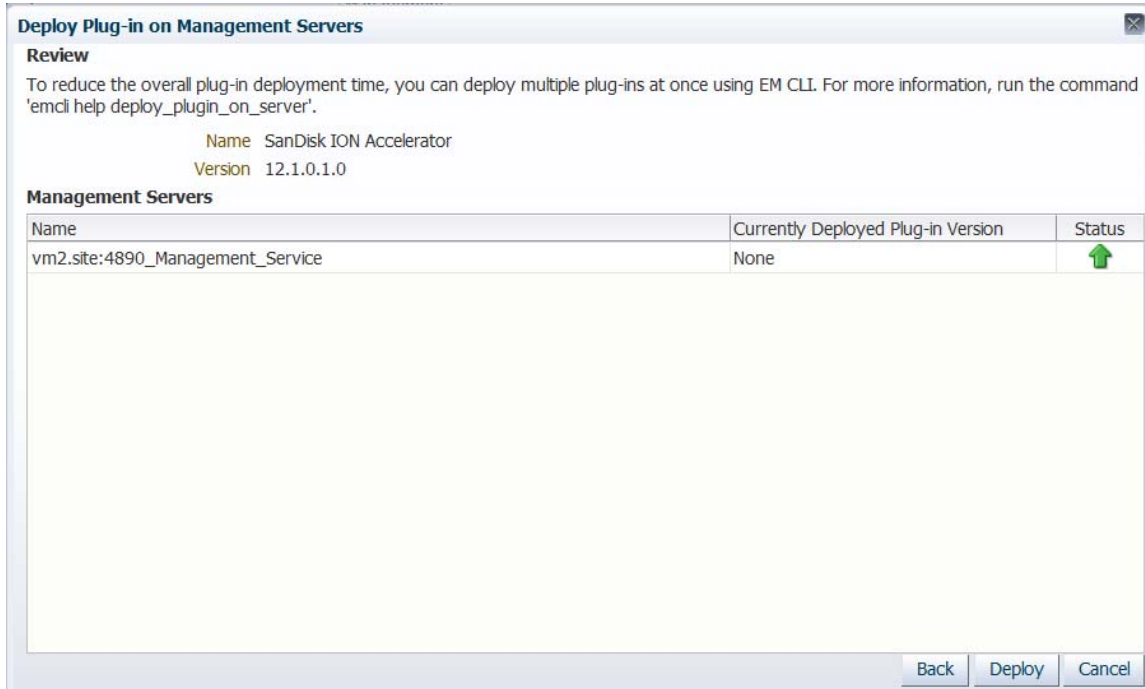 Deploy Plug-in on Management Servers
Review
To reduce the overall plug-in deployment time, you can deploy multiple plug-ins at once using EM CLI. For more information, run the command
'emcli help deploy_plugin_on_server'.
Name SanDisk ION Accelerator
Version 12.1.0.1.0
Management Servers
Name Currently Deployed Plug-in Version Status
vm2.site:4890_Management_Service None
Back Deploy Cancel